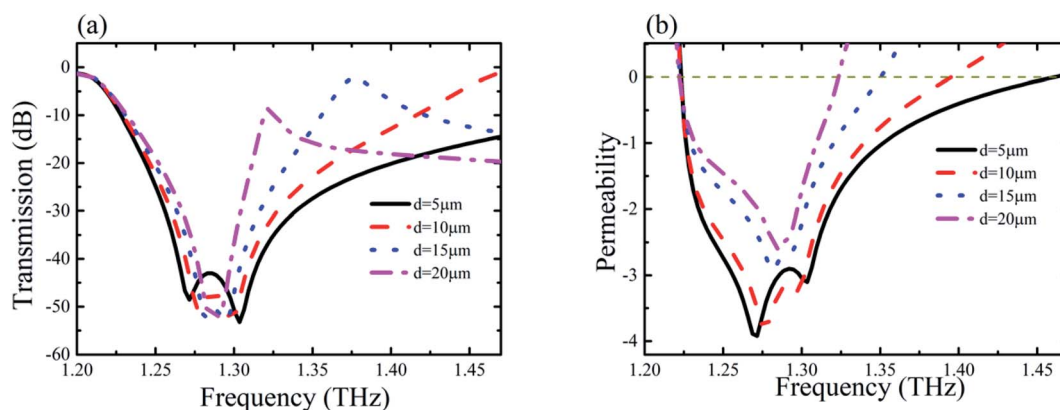 (a)
0
-10
-20
-30
-40
-50
-60
Transmission (dB)
d=5μm
d=10μm
d=15μm
d=20μm
1.20 1.25 1.30 1.35 1.40 1.45
Frequency (THz)
(b)
0
-1
-2
-3
-4
Permeability
d=5μm
d=10μm
d=15μm
d=20μm
1.20 1.25 1.30 1.35 1.40 1.45
Frequency (THz)